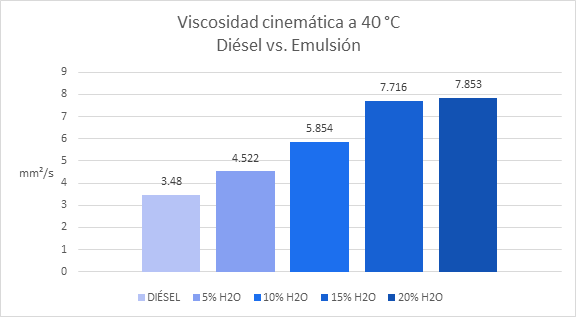 Viscosidad cinemática a 40 °C
Diésel vs. Emulsión
9
8
7
6
5
4
3
2
1
0
mm²/s
3.48
4.522
5.854
7.716
7.853
DIÉSEL
5% H2O
10% H2O
15% H2O
20% H2O